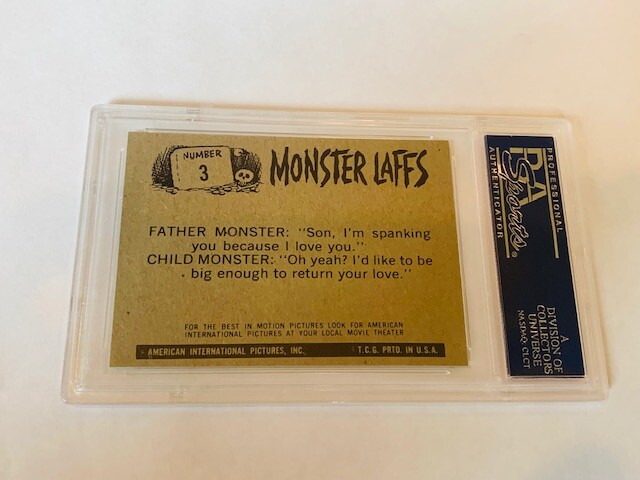 NUMBER
3
MONSTER LAFFS
FATHER MONSTER: "Son, I'm spanking
you because I love you."
CHILD MONSTER: "Oh yeah? I'd like to be
big enough to return your love."
FOR THE BEST IN MOTION PICTURES LOOK FOR AMERICAN
INTERNATIONAL PICTURES AT YOUR LOCAL MOVIE THEATER
AMERICAN INTERNATIONAL PICTURES, INC. T.C.G. PRTD. IN U.S.A.
PROFESSIONAL
PSA
Sports®
AUTHENTICATOR
A
DIVISION OF
COLLECTORS
UNIVERSE
NASDAQ: CLCT